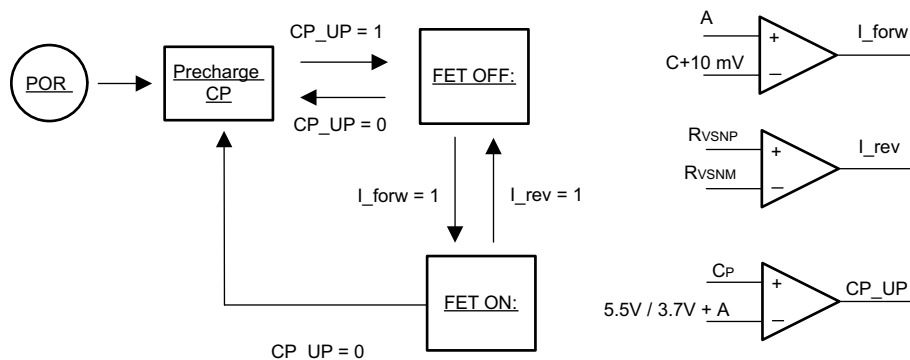 CP_UP = 1
POR
Precharge
CP
FET OFF:
CP_UP = 0
I_forw = 1
I_rev = 1
FET ON:
CP_UP = 0
A
+
I_forw
C+10 mV
–
RVSNP
+
I_rev
RVSNM
–
CP
+
CP_UP
5.5V / 3.7V + A
–